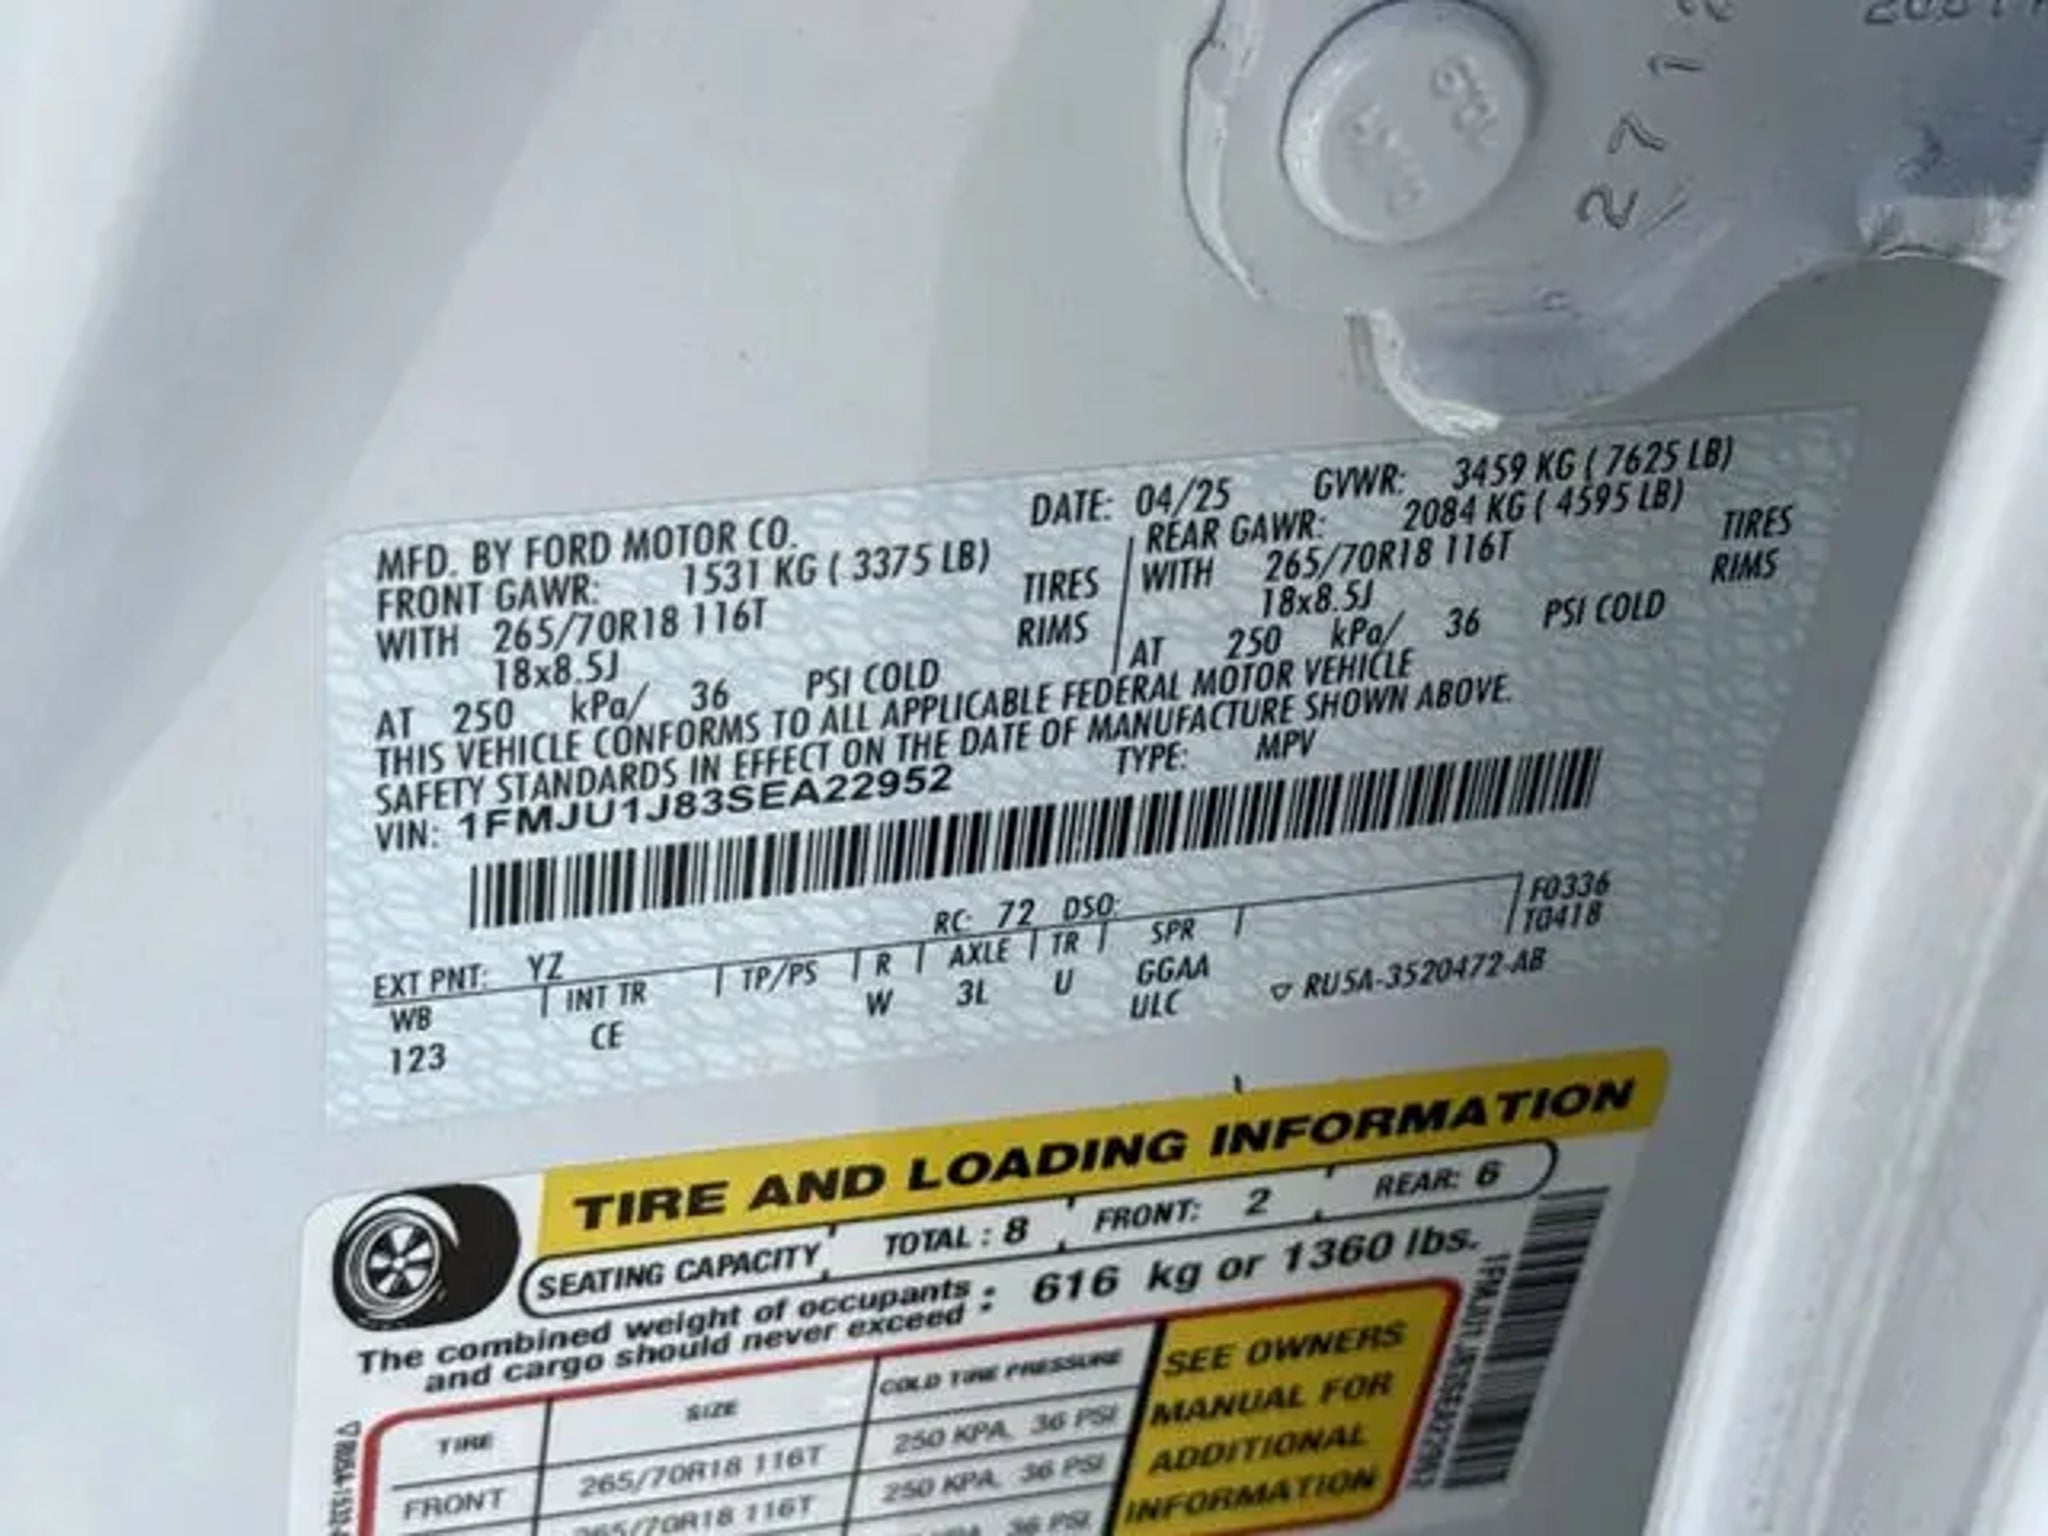 2712
MFD. BY FORD MOTOR CO. DATE: 04/25 GVWR: 3459 KG ( 7625 LB)
FRONT GAWR: 1531 KG ( 3375 LB) REAR GAWR: 2084 KG ( 4595 LB)
WITH 265/70R18 116T TIRES WITH 265/70R18 116T TIRES
18x8.5J RIMS 18x8.5J RIMS
AT 250 kPa/ 36 PSI COLD AT 250 kPa/ 36 PSI COLD
THIS VEHICLE CONFORMS TO ALL APPLICABLE FEDERAL MOTOR VEHICLE
SAFETY STANDARDS IN EFFECT ON THE DATE OF MANUFACTURE SHOWN ABOVE.
VIN: 1FMJU1J83SEA22952 TYPE: MPV
F0336
EXT PNT: YZ RC: 72 DSO: T0418
WB INT TR TP/PS R AXLE TR SPR
123 CE W 3L U GGAA
ULC ▽ RU5A-3520472-AB
TIRE AND LOADING INFORMATION
SEATING CAPACITY TOTAL : 8 FRONT: 2 REAR: 6
The combined weight of occupants
and cargo should never exceed : 616 kg or 1360 lbs.
TIRE SIZE COLD TIRE PRESSURE
FRONT 265/70R18 116T 250 KPA, 36 PSI
265/70R18 116T 250 KPA, 36 PSI
36 PSI
SEE OWNERS
MANUAL FOR
ADDITIONAL
INFORMATION
1FMJU1J83SEA22952